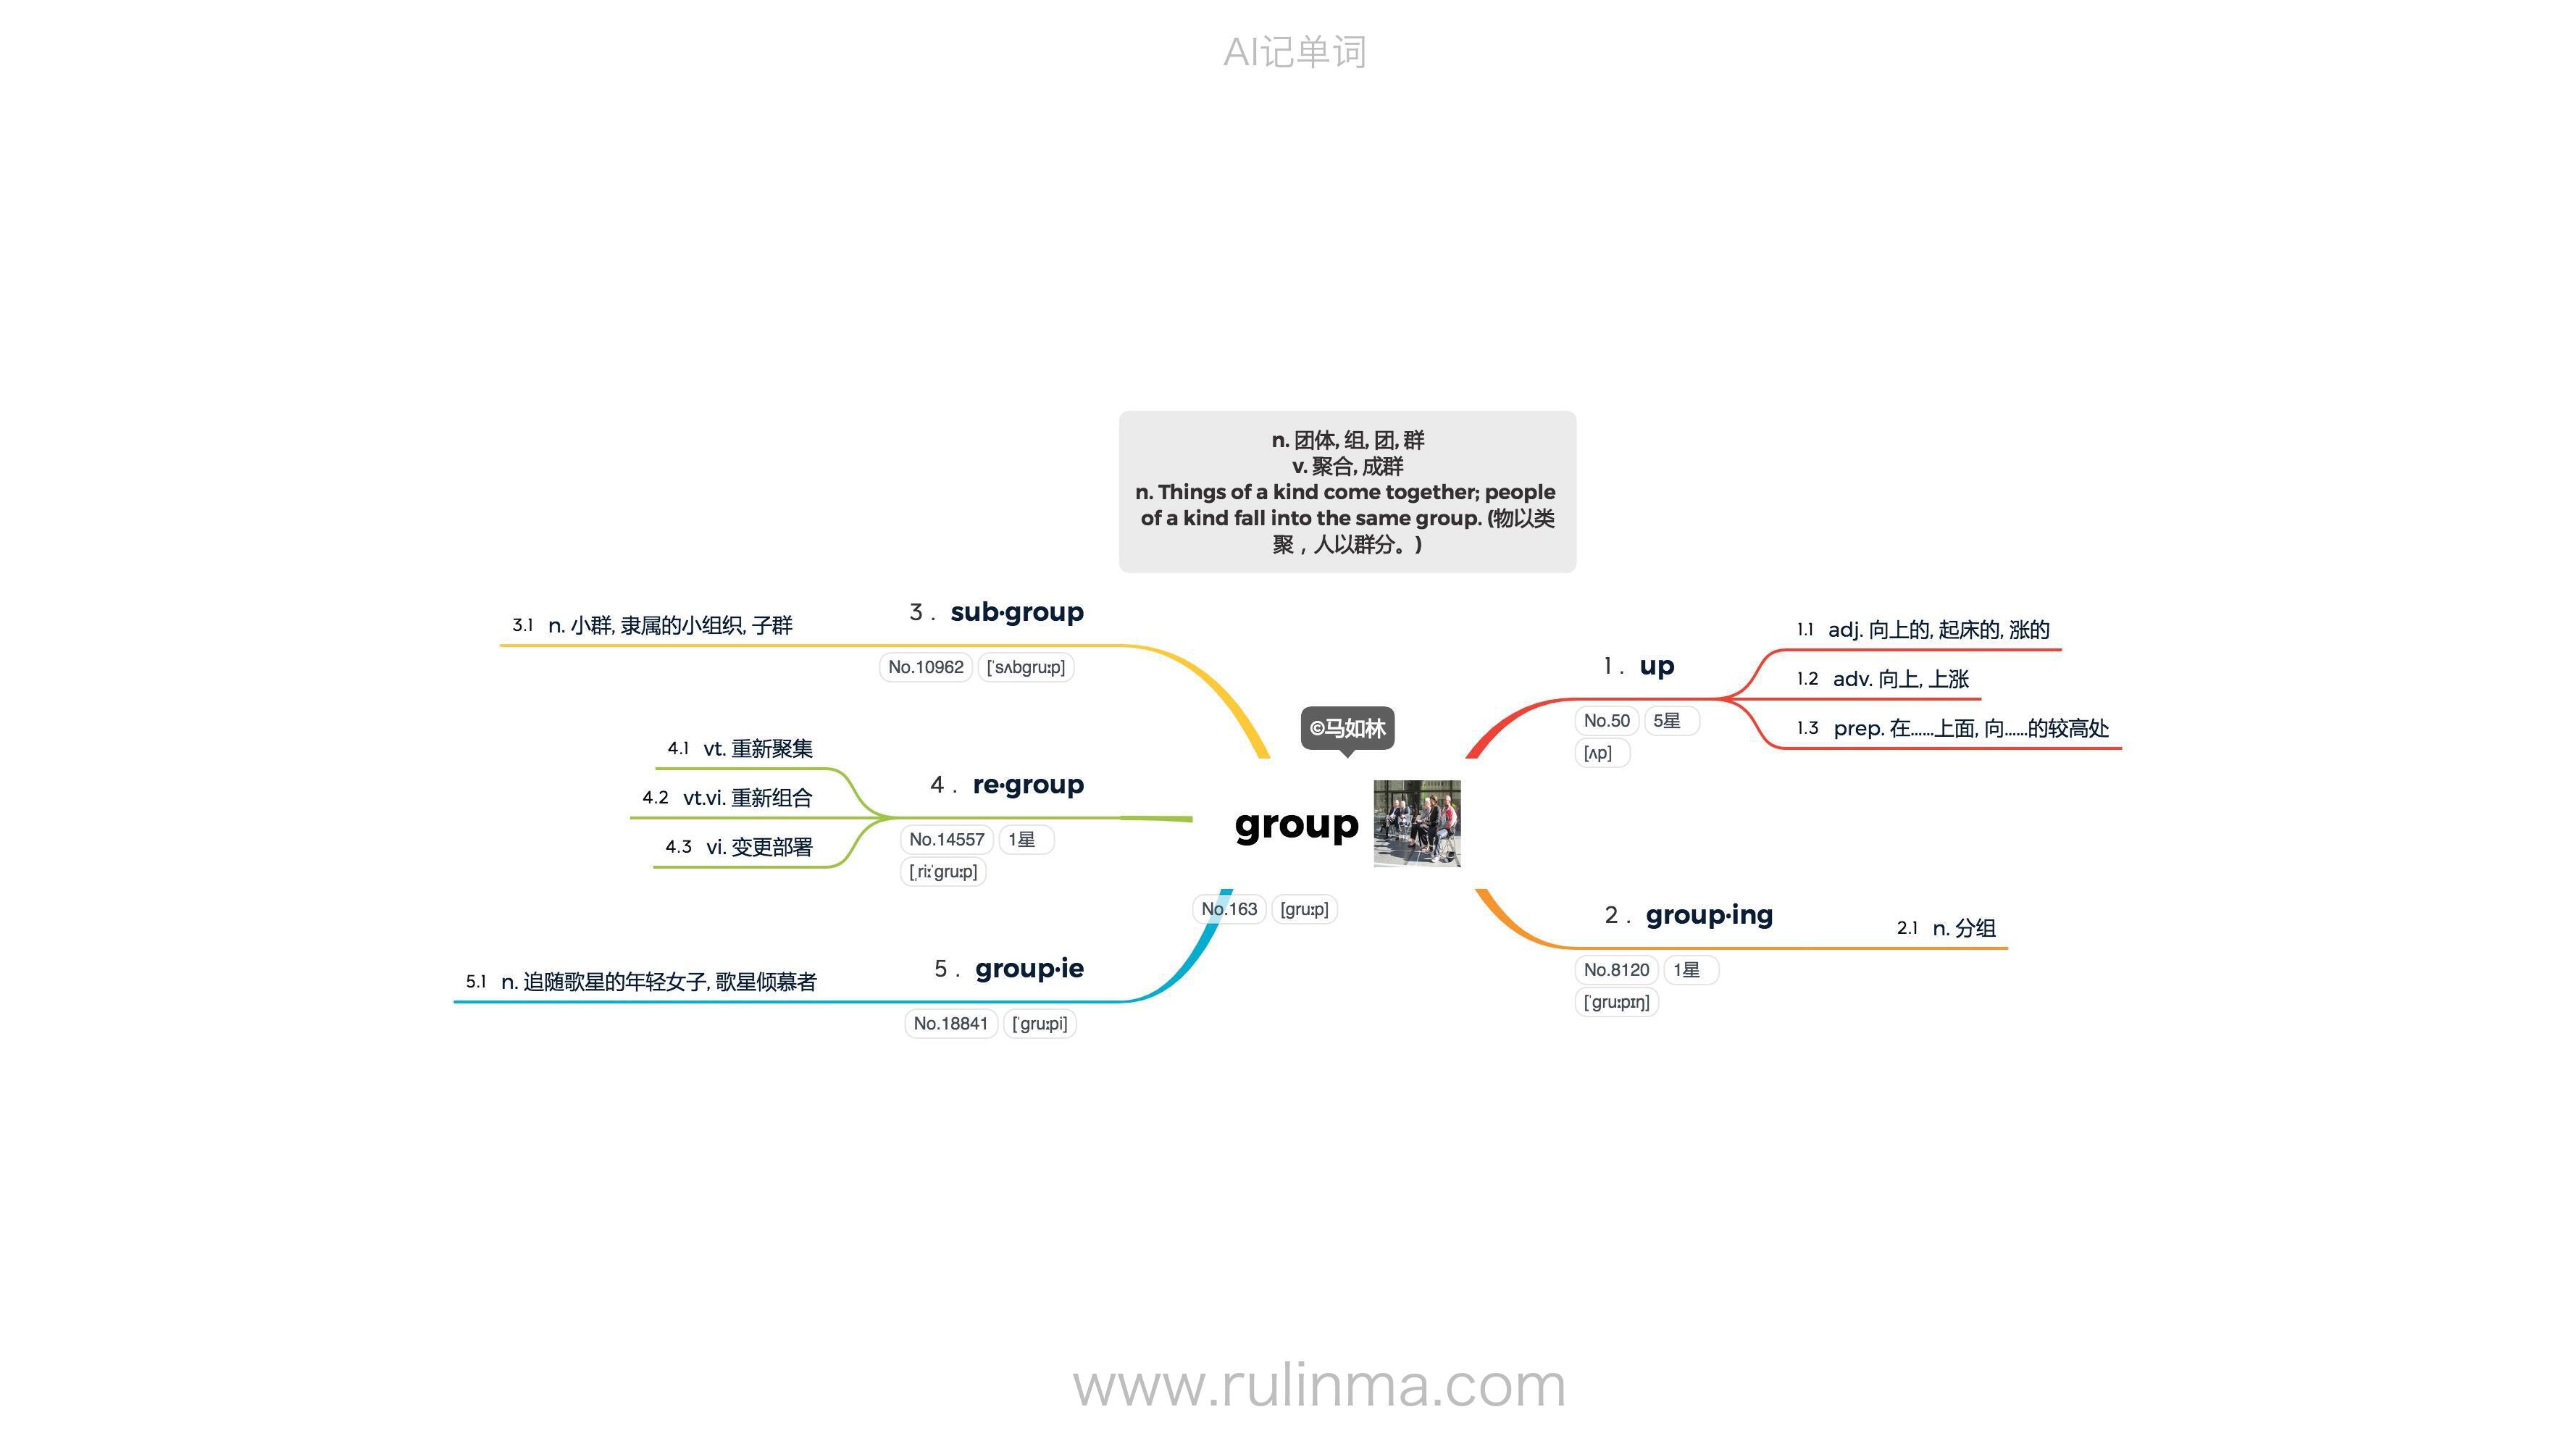 AI记单词
n. 团体, 组, 团, 群
v. 聚合, 成群
n. Things of a kind come together; people
of a kind fall into the same group. (物以类
聚，人以群分。)
©马如林
group
No.163 [gruːp]
1 . up
No.50 5星
[ʌp]
1.1 adj. 向上的, 起床的, 涨的
1.2 adv. 向上, 上涨
1.3 prep. 在……上面, 向……的较高处
2 . group·ing
No.8120 1星
[ˈgruːpɪŋ]
2.1 n. 分组
3 . sub·group
No.10962 [ˈsʌbgruːp]
3.1 n. 小群, 隶属的小组织, 子群
4 . re·group
No.14557 1星
[ˌriːˈgruːp]
4.1 vt. 重新聚集
4.2 vt.vi. 重新组合
4.3 vi. 变更部署
5 . group·ie
No.18841 [ˈgruːpi]
5.1 n. 追随歌星的年轻女子, 歌星倾慕者
www.rulinma.com